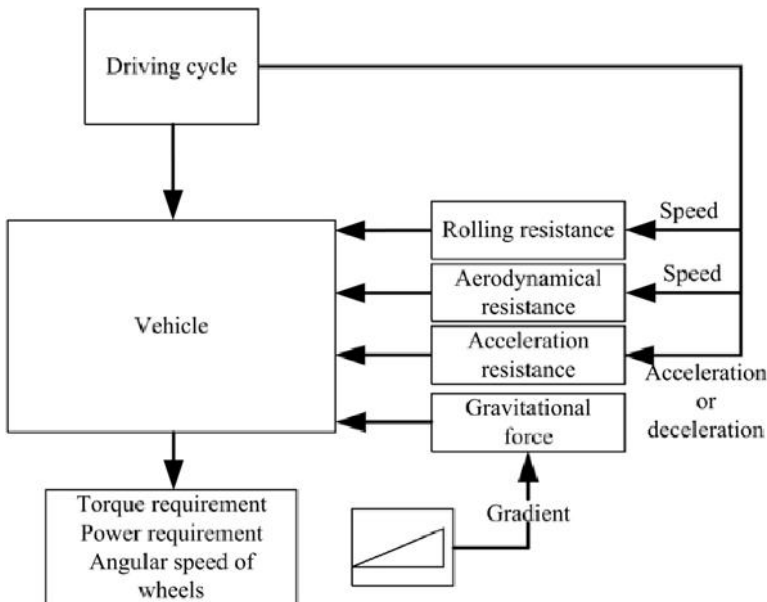 Driving cycle
Speed
Rolling resistance
Speed
Aerodynamical
resistance
Vehicle
Acceleration
resistance
Acceleration
or
deceleration
Gravitational
force
Gradient
Torque requirement
Power requirement
Angular speed of
wheels